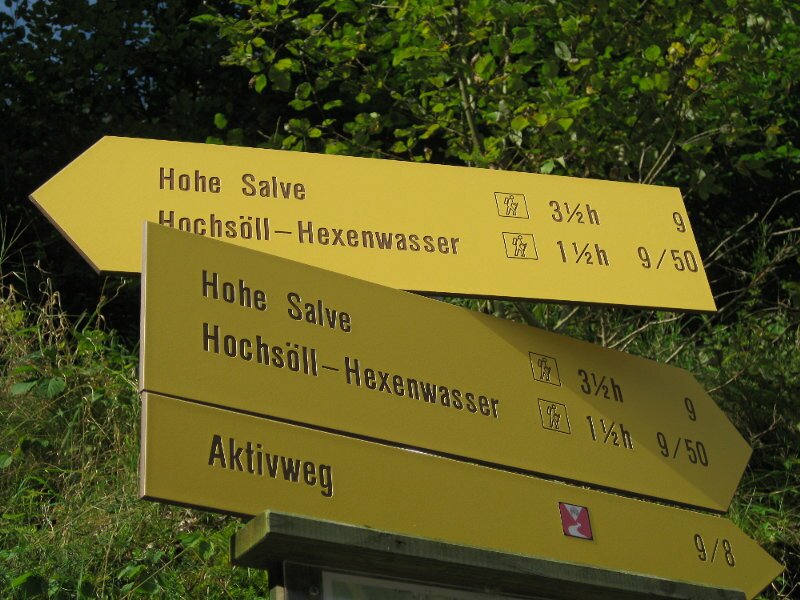 Hohe Salve 3½h 9
Hochsöll-Hexenwasser 1½h 9/50
Hohe Salve 3½h 9
Hochsöll-Hexenwasser 1½h 9/50
Aktivweg 9/8